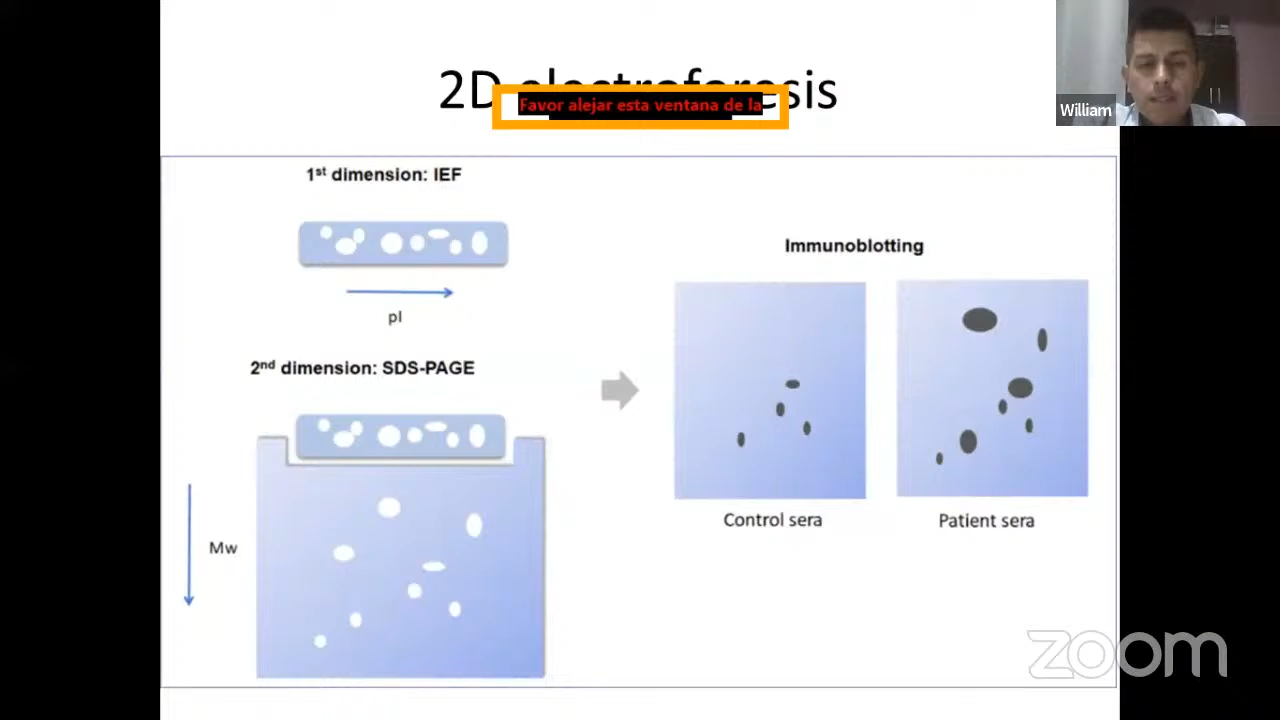 2D electroforesis
Favor alejar esta ventana de la
William
1st dimension: IEF
pI
2nd dimension: SDS-PAGE
Mw
Immunoblotting
Control sera
Patient sera
zoom